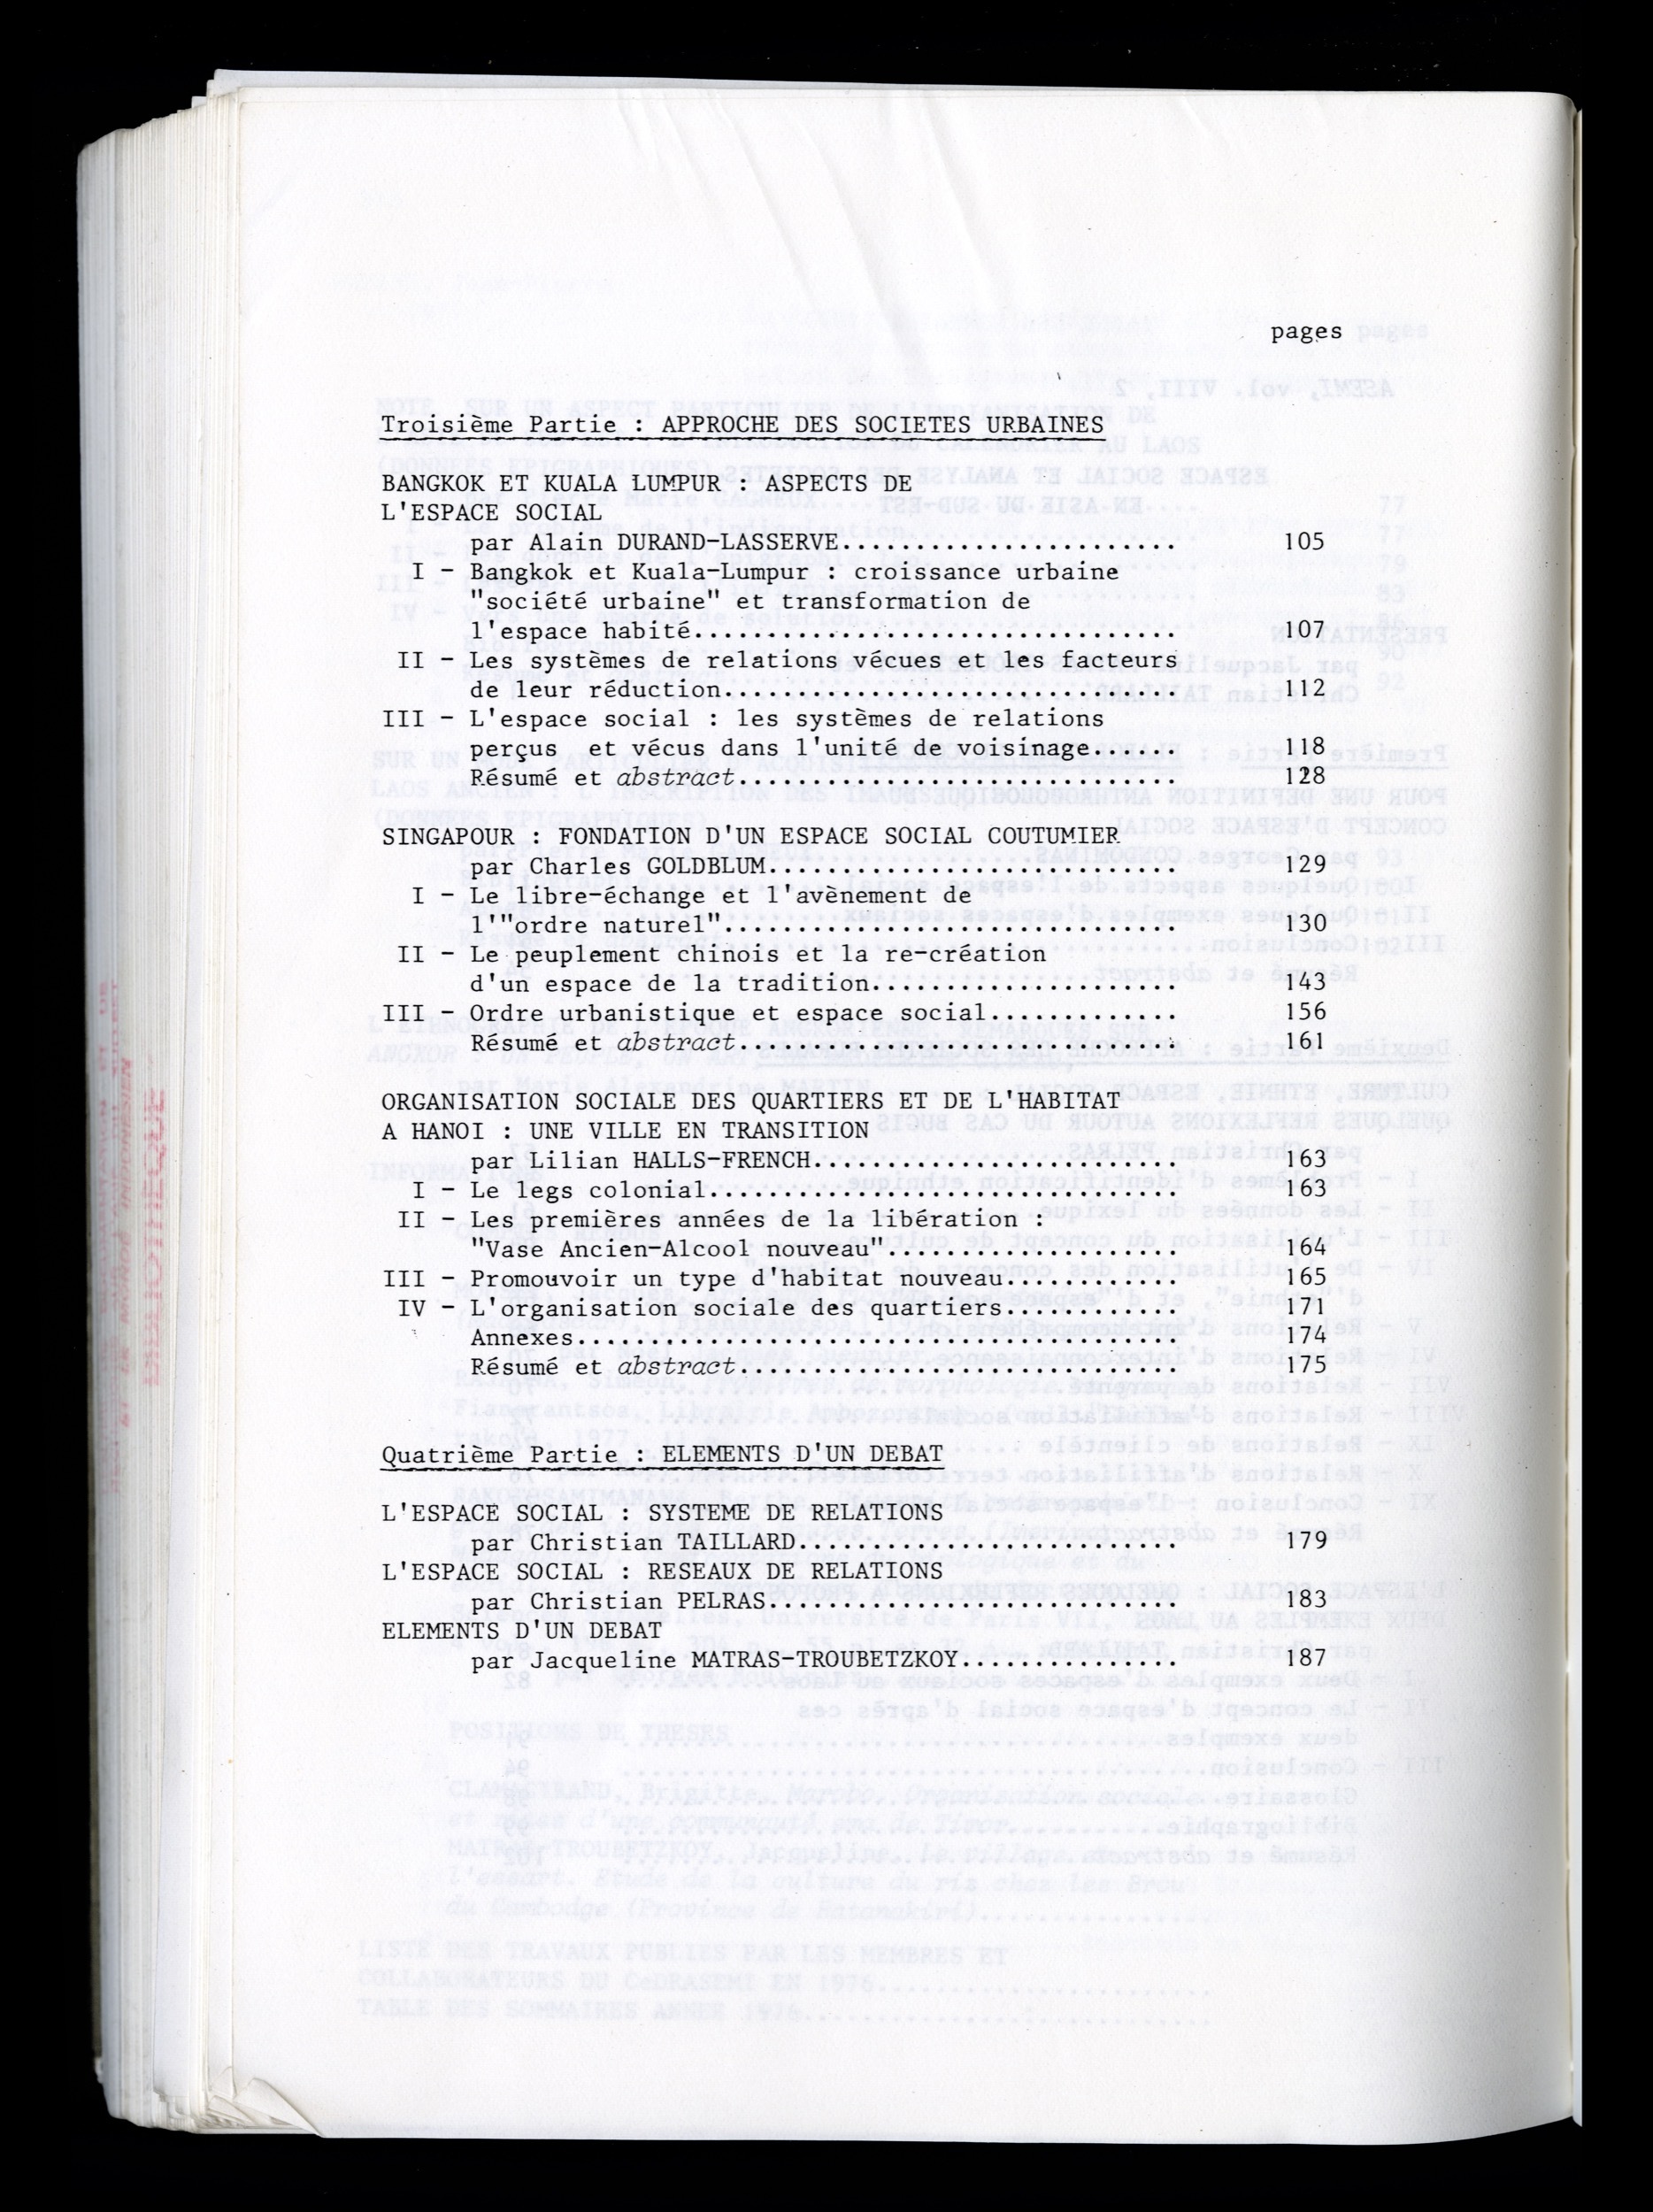 pages
Troisième Partie : APPROCHE DES SOCIETES URBAINES
BANGKOK ET KUALA LUMPUR : ASPECTS DE
L'ESPACE SOCIAL
par Alain DURAND-LASSERVE....................... 105
I - Bangkok et Kuala-Lumpur : croissance urbaine
"société urbaine" et transformation de
l'espace habité................................. 107
II - Les systèmes de relations vécues et les facteurs
de leur réduction............................... 112
III - L'espace social : les systèmes de relations
perçus et vécus dans l'unité de voisinage...... 118
Résumé et abstract.............................. 128
SINGAPOUR : FONDATION D'UN ESPACE SOCIAL COUTUMIER
par Charles GOLDBLUM............................ 129
I - Le libre-échange et l'avènement de
l'"ordre naturel"............................... 130
II - Le peuplement chinois et la re-création
d'un espace de la tradition..................... 143
III - Ordre urbanistique et espace social............. 156
Résumé et abstract.............................. 161
ORGANISATION SOCIALE DES QUARTIERS ET DE L'HABITAT
A HANOI : UNE VILLE EN TRANSITION
par Lilian HALLS-FRENCH......................... 163
I - Le legs colonial................................ 163
II - Les premières années de la libération :
"Vase Ancien-Alcool nouveau".................... 164
III - Promouvoir un type d'habitat nouveau............ 165
IV - L'organisation sociale des quartiers............ 171
Annexes......................................... 174
Résumé et abstract.............................. 175
Quatrième Partie : ELEMENTS D'UN DEBAT
L'ESPACE SOCIAL : SYSTEME DE RELATIONS
par Christian TAILLARD.......................... 179
L'ESPACE SOCIAL : RESEAUX DE RELATIONS
par Christian PELRAS............................ 183
ELEMENTS D'UN DEBAT
par Jacqueline MATRAS-TROUBETZKOY............... 187